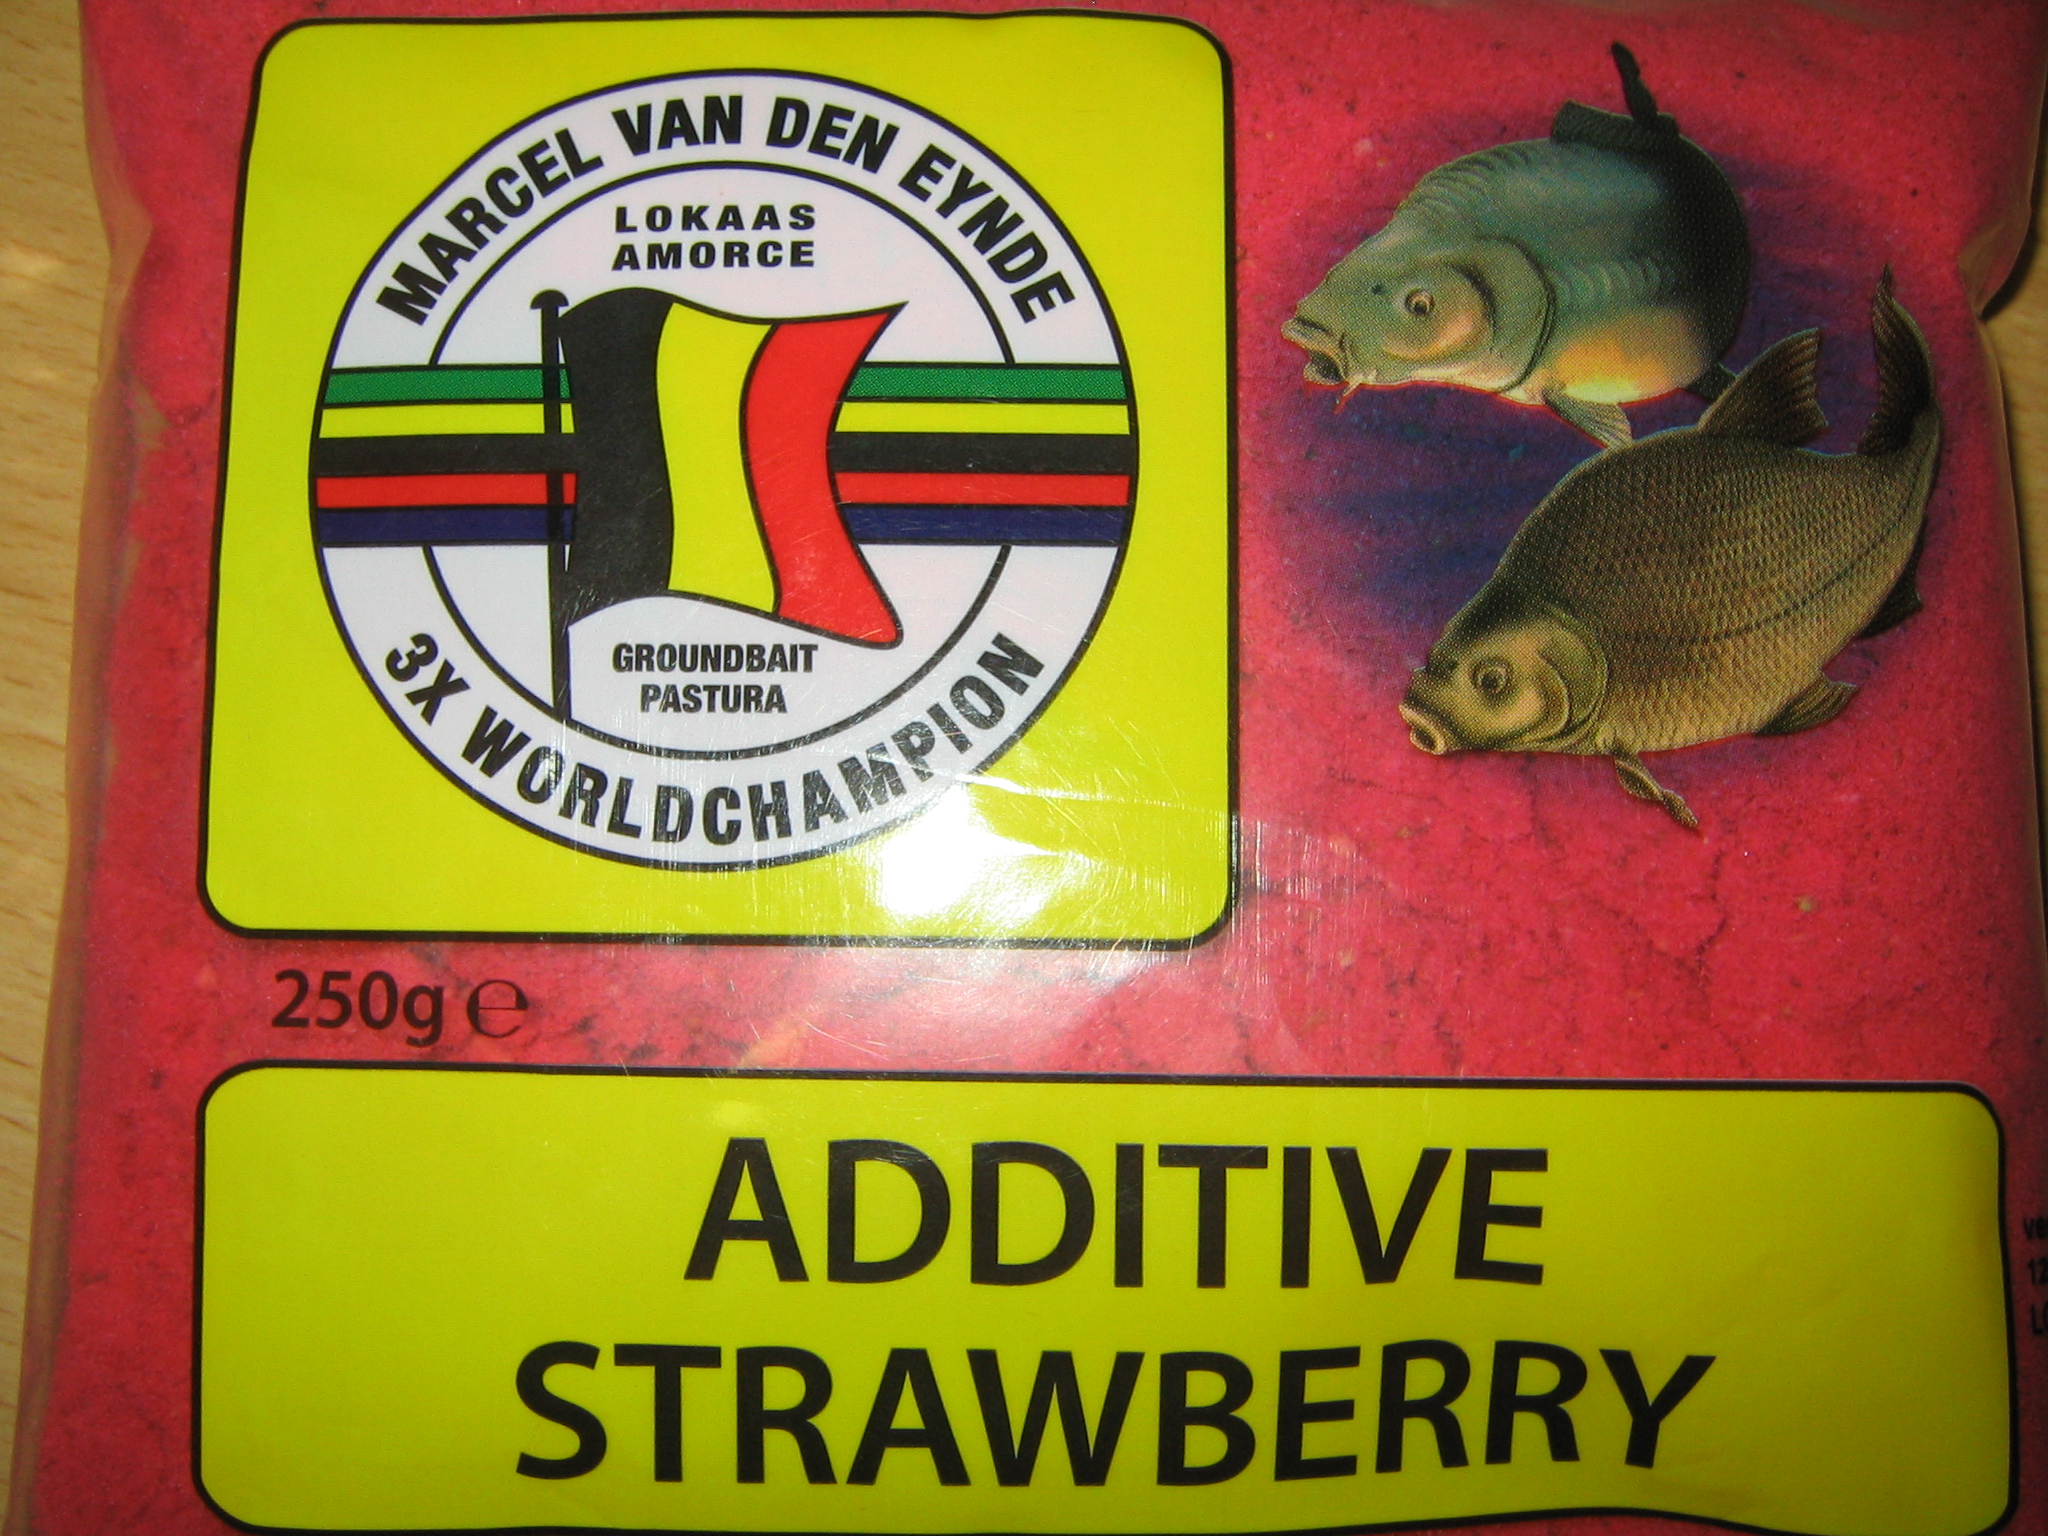 MARCEL VAN DEN EYNDE
LOKAAS
AMORCE
GROUNDBAIT
PASTURA
3X WORLDCHAMPION
250g ℮
ADDITIVE
STRAWBERRY